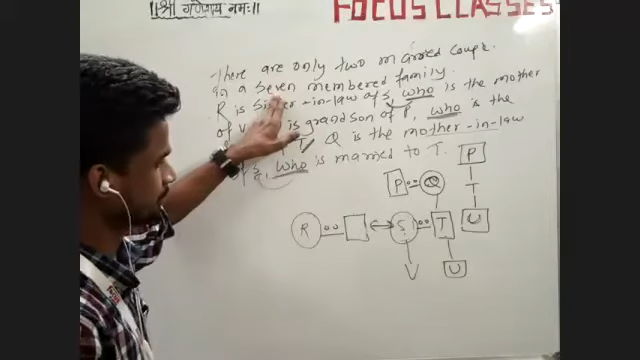 ||श्री गणेशाय नमः||
FOCUS CLASSES
There are only two married couple
in a seven membered family.
R is sister-in-law of S, who is the mother
of V is grandson of P, who is the
T, Q is the mother-in-law
of S, who is married to T.
P
P Q T
R S T U
V U